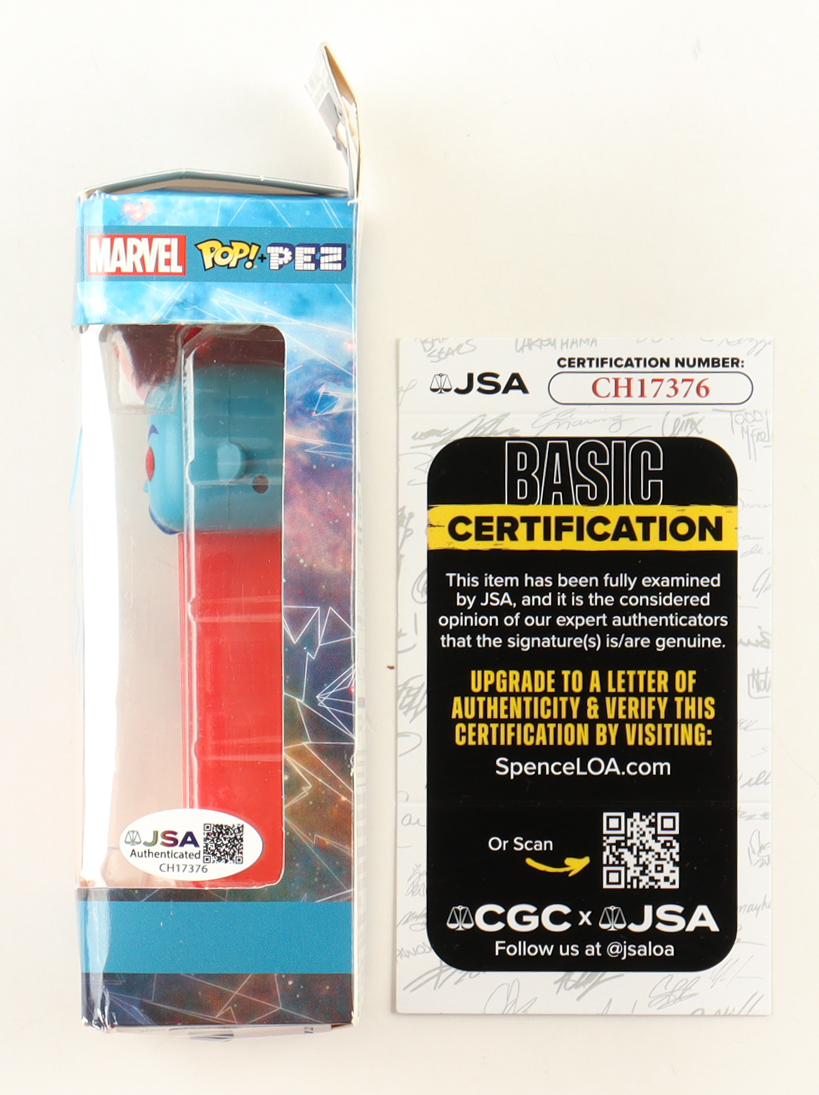 MARVEL POP! + PEZ
JSA
Authenticated
CH17376
LARRY HAMA
JSA
CERTIFICATION NUMBER:
CH17376
BASIC
CERTIFICATION
This item has been fully examined
by JSA, and it is the considered
opinion of our expert authenticators
that the signature(s) is/are genuine.
UPGRADE TO A LETTER OF
AUTHENTICITY & VERIFY THIS
CERTIFICATION BY VISITING:
SpenceLOA.com
Or Scan
CGC x JSA
Follow us at @jsaloa